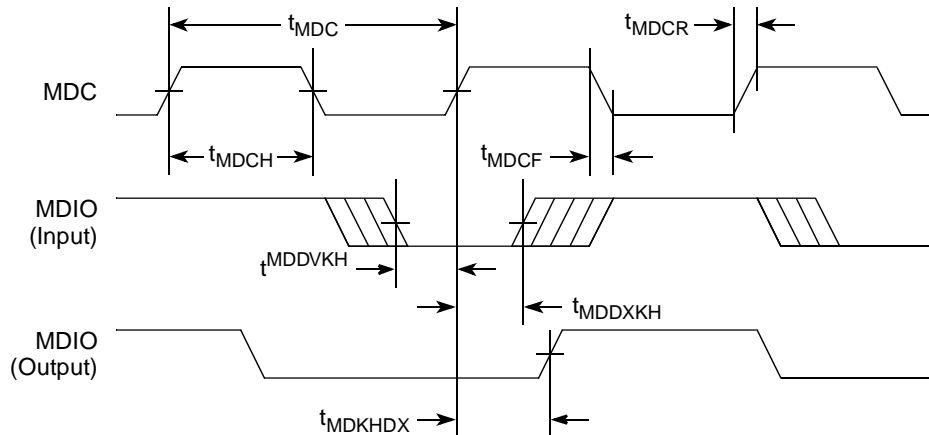 tMDC
tMDCR
MDC
tMDCH
tMDCF
MDIO
(Input)
tMDDVKH
tMDDXKH
MDIO
(Output)
tMDKHDX